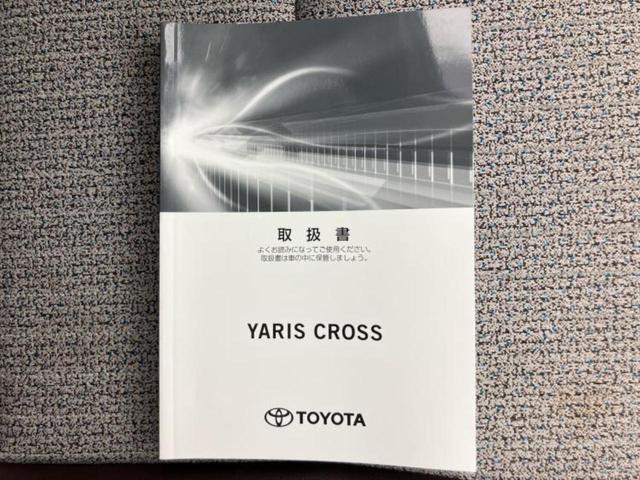 取扱書
よくお読みになってご使用ください。
取扱書は車の中に保管しましょう。
YARIS CROSS
TOYOTA